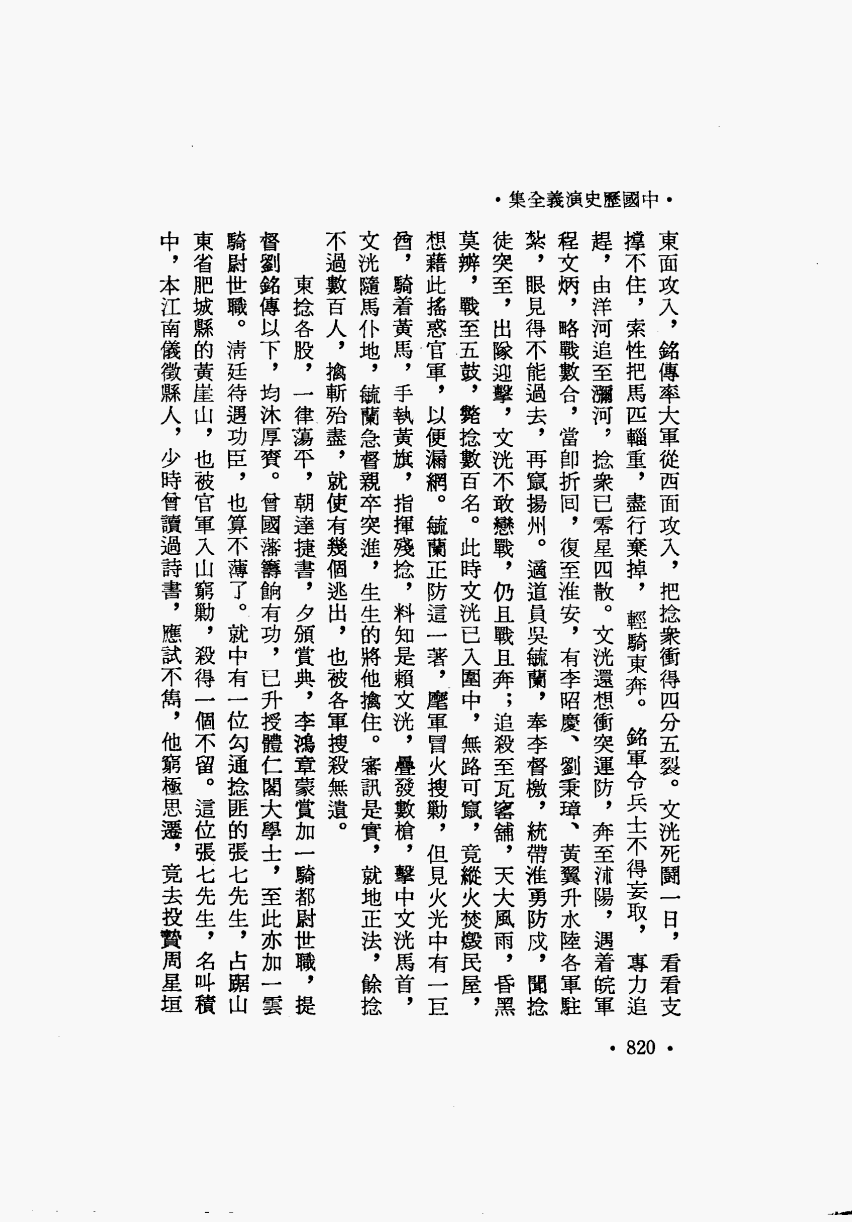 •中國歷史演義全集•
東面攻入，銘傳率大軍從西面攻入，把捻衆衝得四分五裂。文洸死鬭一日，看看支
撐不住，索性把馬匹輜重，盡行棄掉，輕騎東奔。銘軍令兵士不得妄取，專力追
趕，由洋河追至瀰河，捻衆已零星四散。文洸還想衝突運防，奔至沭陽，遇着皖軍
程文炳，略戰數合，當卽折囘，復至淮安，有李昭慶、劉秉璋、黃翼升水陸各軍駐
紮，眼見得不能過去，再竄揚州。適道員吳毓蘭，奉李督檄，統帶淮勇防戍，聞捻
徒突至，出隊迎擊，文洸不敢戀戰，仍且戰且奔；追殺至瓦窰舖，天大風雨，昏黑
莫辨，戰至五鼓，斃捻數百名。此時文洸已入圍中，無路可竄，竟縱火焚燬民屋，
想藉此搖惑官軍，以便漏網。毓蘭正防這一著，麾軍冒火搜勦，但見火光中有一巨
酋，騎着黃馬，手執黃旗，指揮殘捻，料知是賴文洸，疊發數槍，擊中文洸馬首，
文洸隨馬仆地，毓蘭急督親卒突進，生生的將他擒住。審訊是實，就地正法，餘捻
不過數百人，擒斬殆盡，就使有幾個逃出，也被各軍搜殺無遺。
東捻各股，一律蕩平，朝達捷書，夕頒賞典，李鴻章蒙賞加一騎都尉世職，提
督劉銘傳以下，均沐厚賚。曾國藩籌餉有功，已升授體仁閣大學士，至此亦加一雲
騎尉世職。淸廷待遇功臣，也算不薄了。就中有一位勾通捻匪的張七先生，占踞山
東省肥城縣的黃崖山，也被官軍入山窮勦，殺得一個不留。這位張七先生，名叫積
中，本江南儀徵縣人，少時曾讀過詩書，應試不雋，他窮極思遷，竟去投贄周星垣
•820•